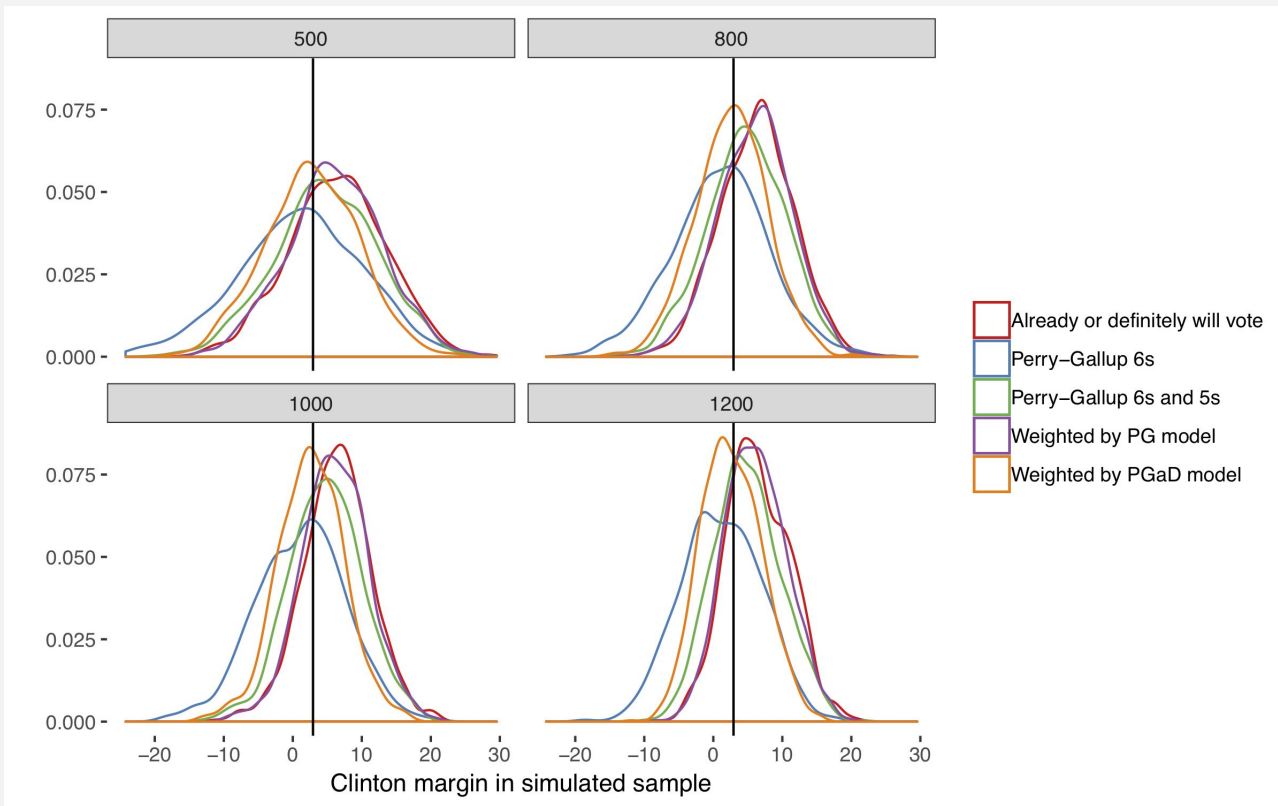 500
800
0.075
0.050
0.025
0.000
1000
1200
0.075
0.050
0.025
0.000
−20 −10 0 10 20 30
−20 −10 0 10 20 30
Clinton margin in simulated sample
Already or definitely will vote
Perry−Gallup 6s
Perry−Gallup 6s and 5s
Weighted by PG model
Weighted by PGaD model